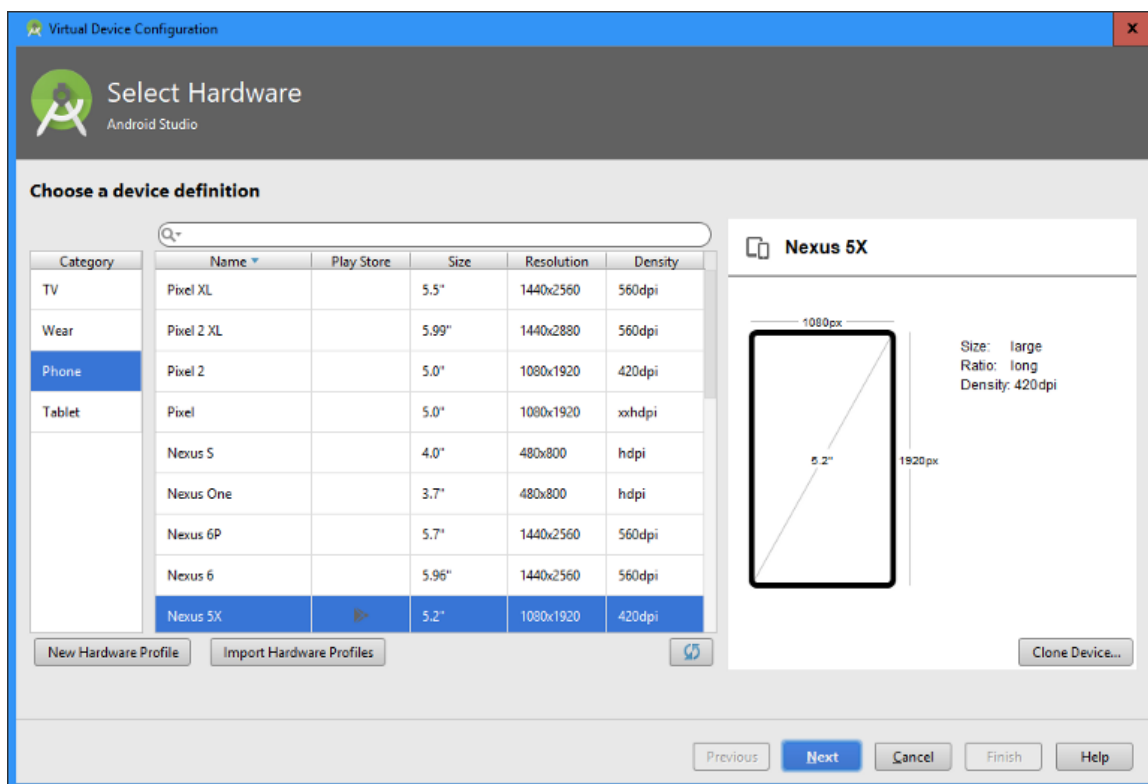 Virtual Device Configuration
x
Select Hardware
Android Studio
Choose a device definition
Category
TV
Wear
Phone
Tablet
Name Play Store Size Resolution Density
Pixel XL 5.5" 1440x2560 560dpi
Pixel 2 XL 5.99" 1440x2880 560dpi
Pixel 2 5.0" 1080x1920 420dpi
Pixel 5.0" 1080x1920 xxhdpi
Nexus S 4.0" 480x800 hdpi
Nexus One 3.7" 480x800 hdpi
Nexus 6P 5.7" 1440x2560 560dpi
Nexus 6 5.96" 1440x2560 560dpi
Nexus 5X 5.2" 1080x1920 420dpi
New Hardware Profile Import Hardware Profiles
Nexus 5X
1080px
5.2"
1920px
Size: large
Ratio: long
Density: 420dpi
Clone Device...
Previous Next Cancel Finish Help